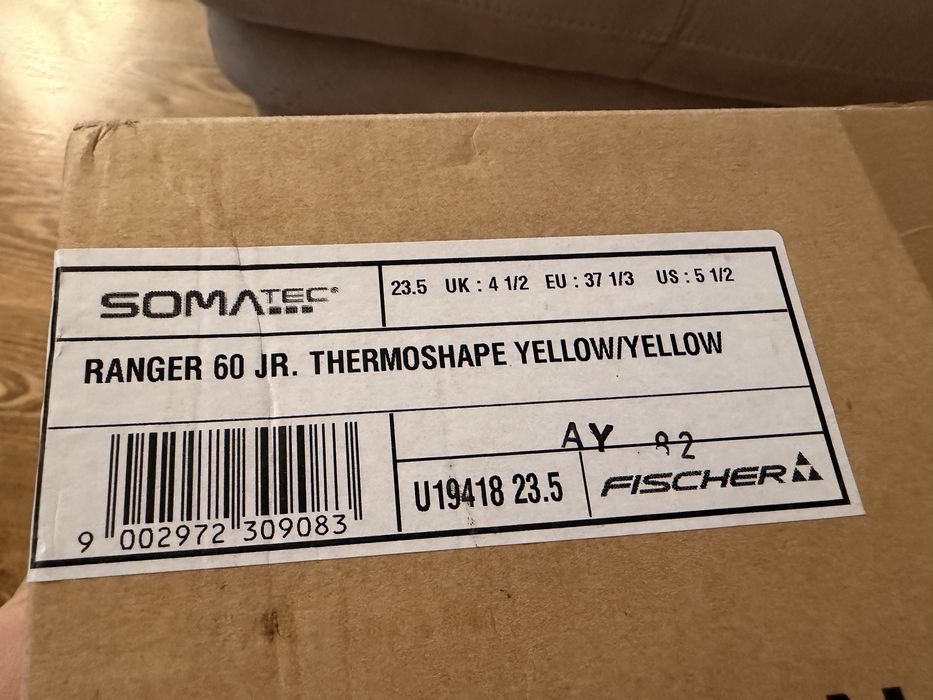 SOMATEC
23.5 UK : 4 1/2 EU : 37 1/3 US : 5 1/2
RANGER 60 JR. THERMOSHAPE YELLOW/YELLOW
AY 82
U19418 23.5
FISCHER
9 002972 309083